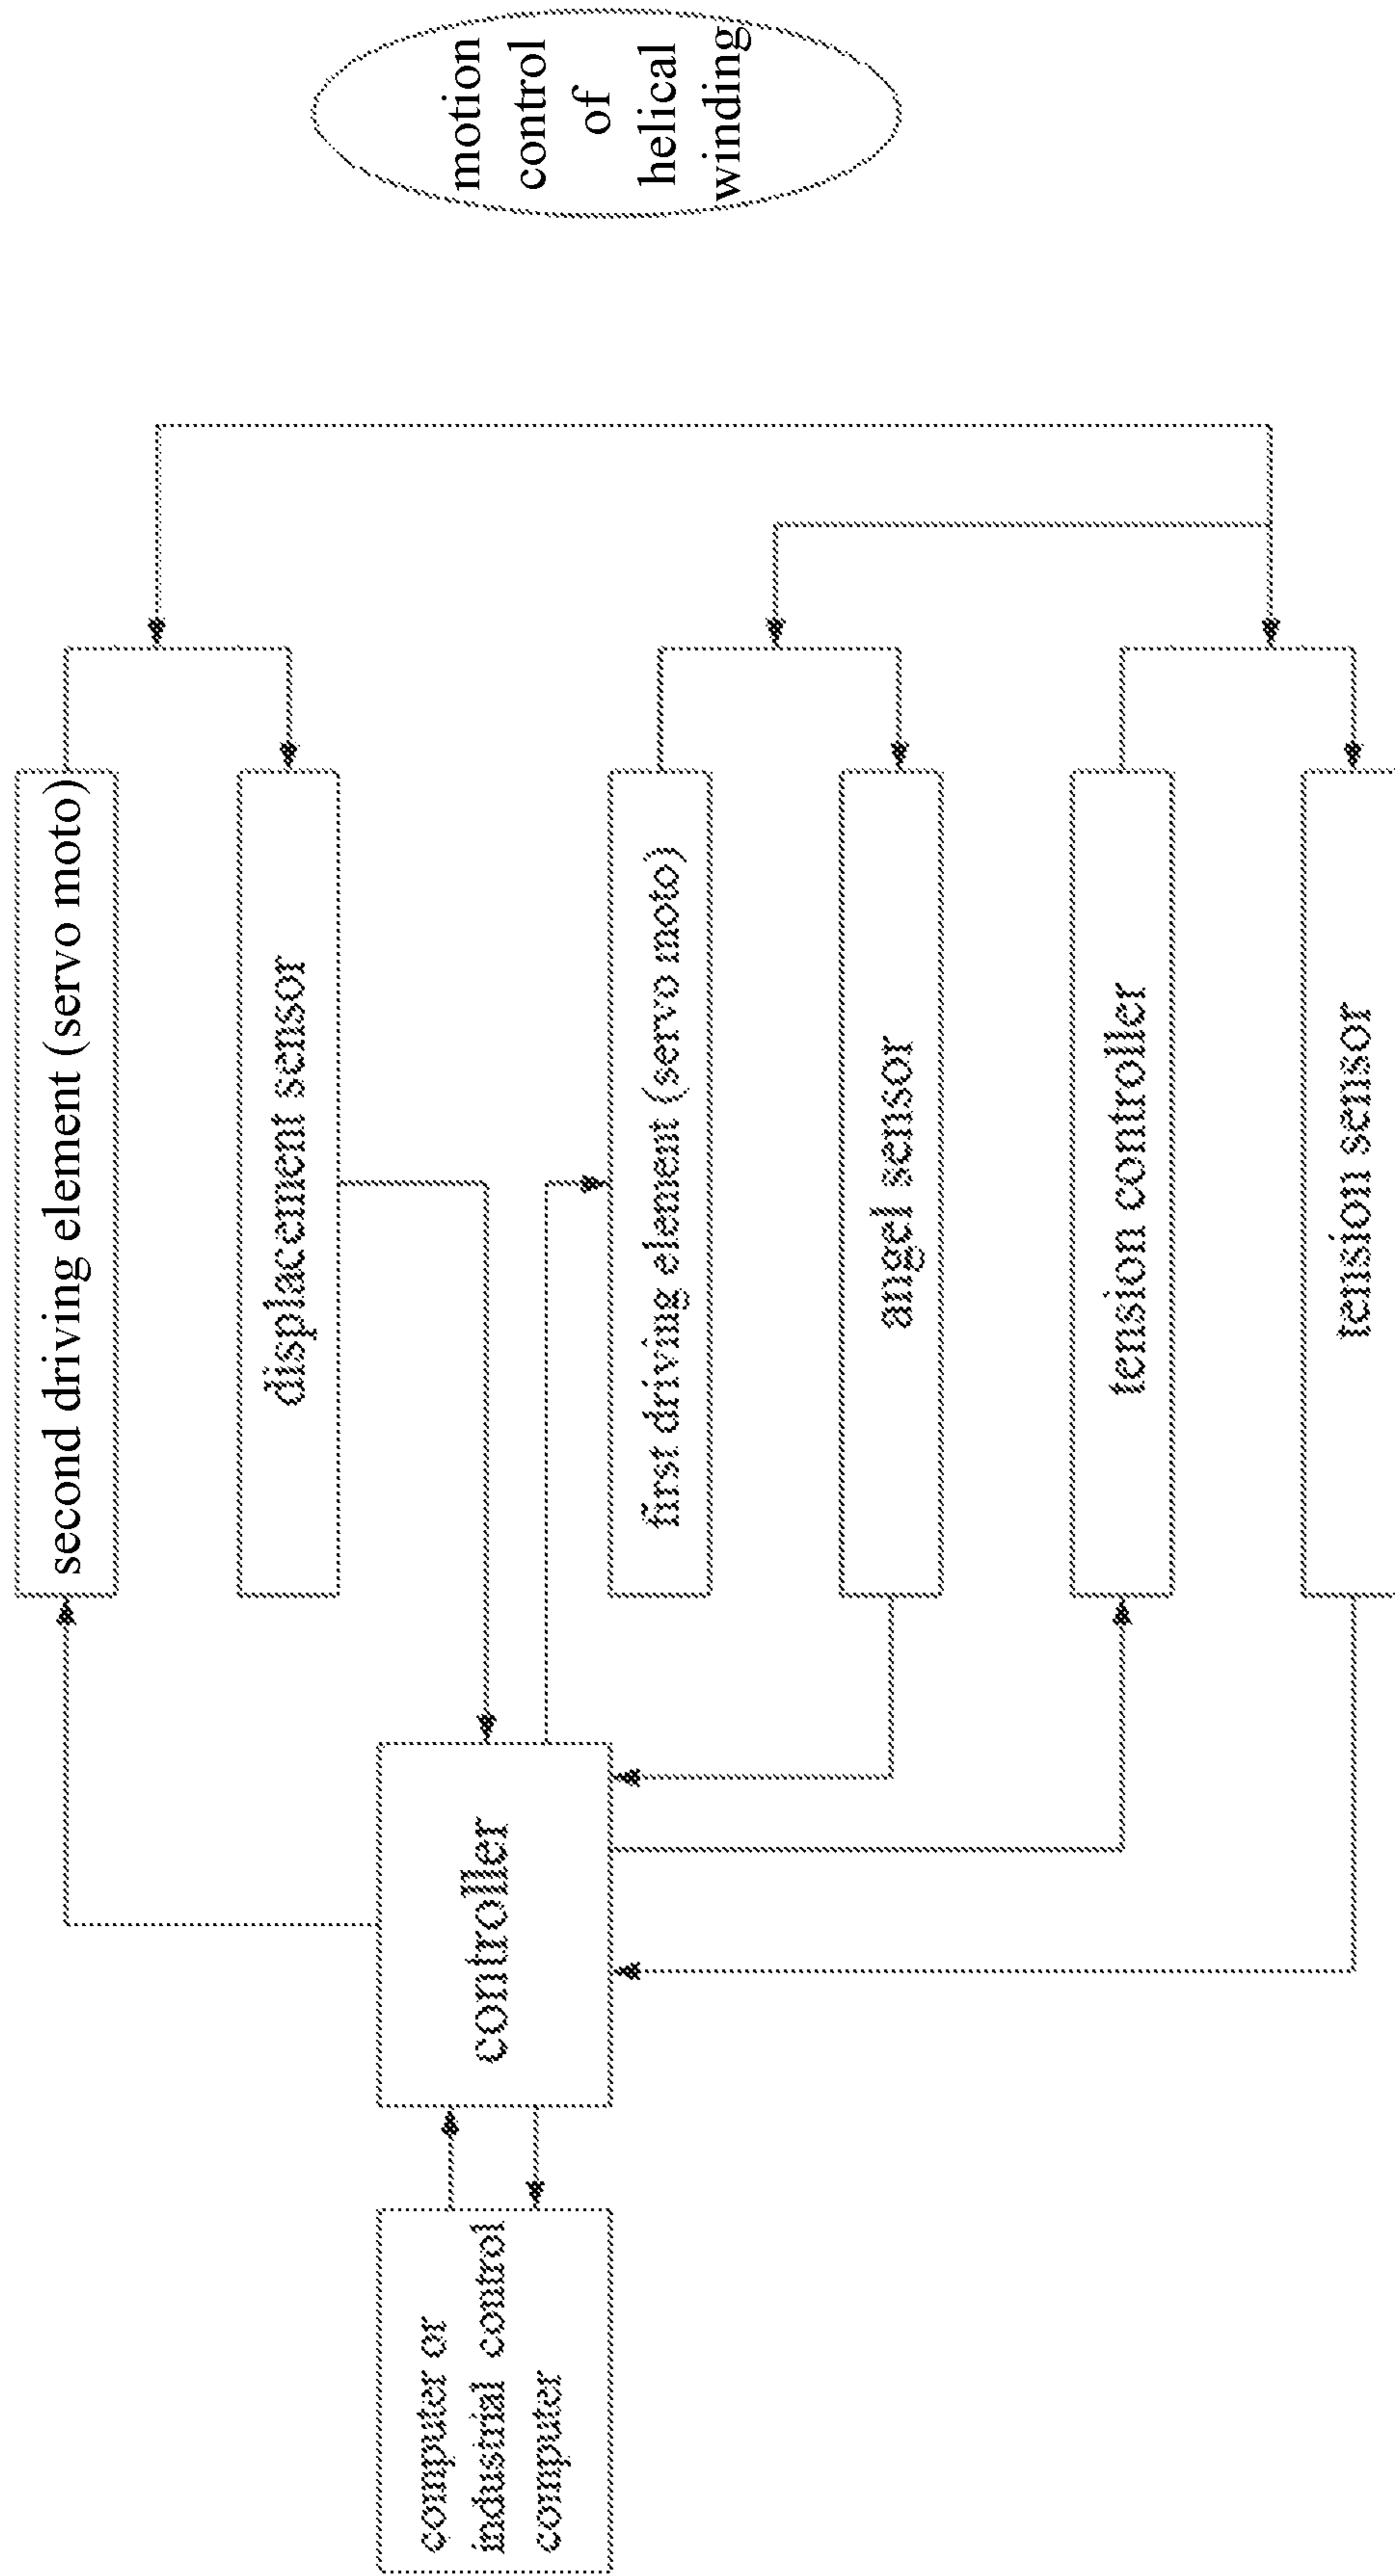 second driving element (servo moto)
displacement sensor
computer or
industrial control
computer
controller
first driving element (servo moto)
angel sensor
tension controller
tension sensor
motion
control
of
helical
winding